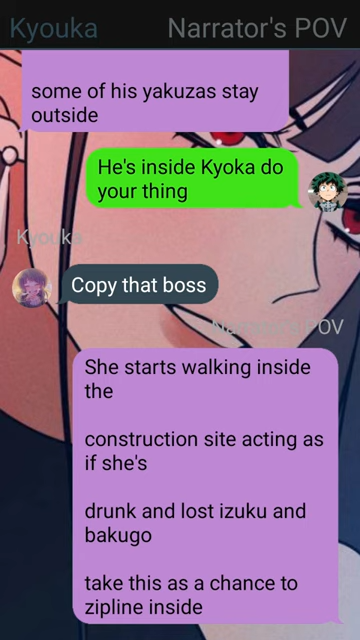 Kyouka Narrator's POV
some of his yakuzas stay
outside
He's inside Kyoka do
your thing
Kyouka
Copy that boss
Narrator's POV
She starts walking inside
the
construction site acting as
if she's
drunk and lost izuku and
bakugo
take this as a chance to
zipline inside